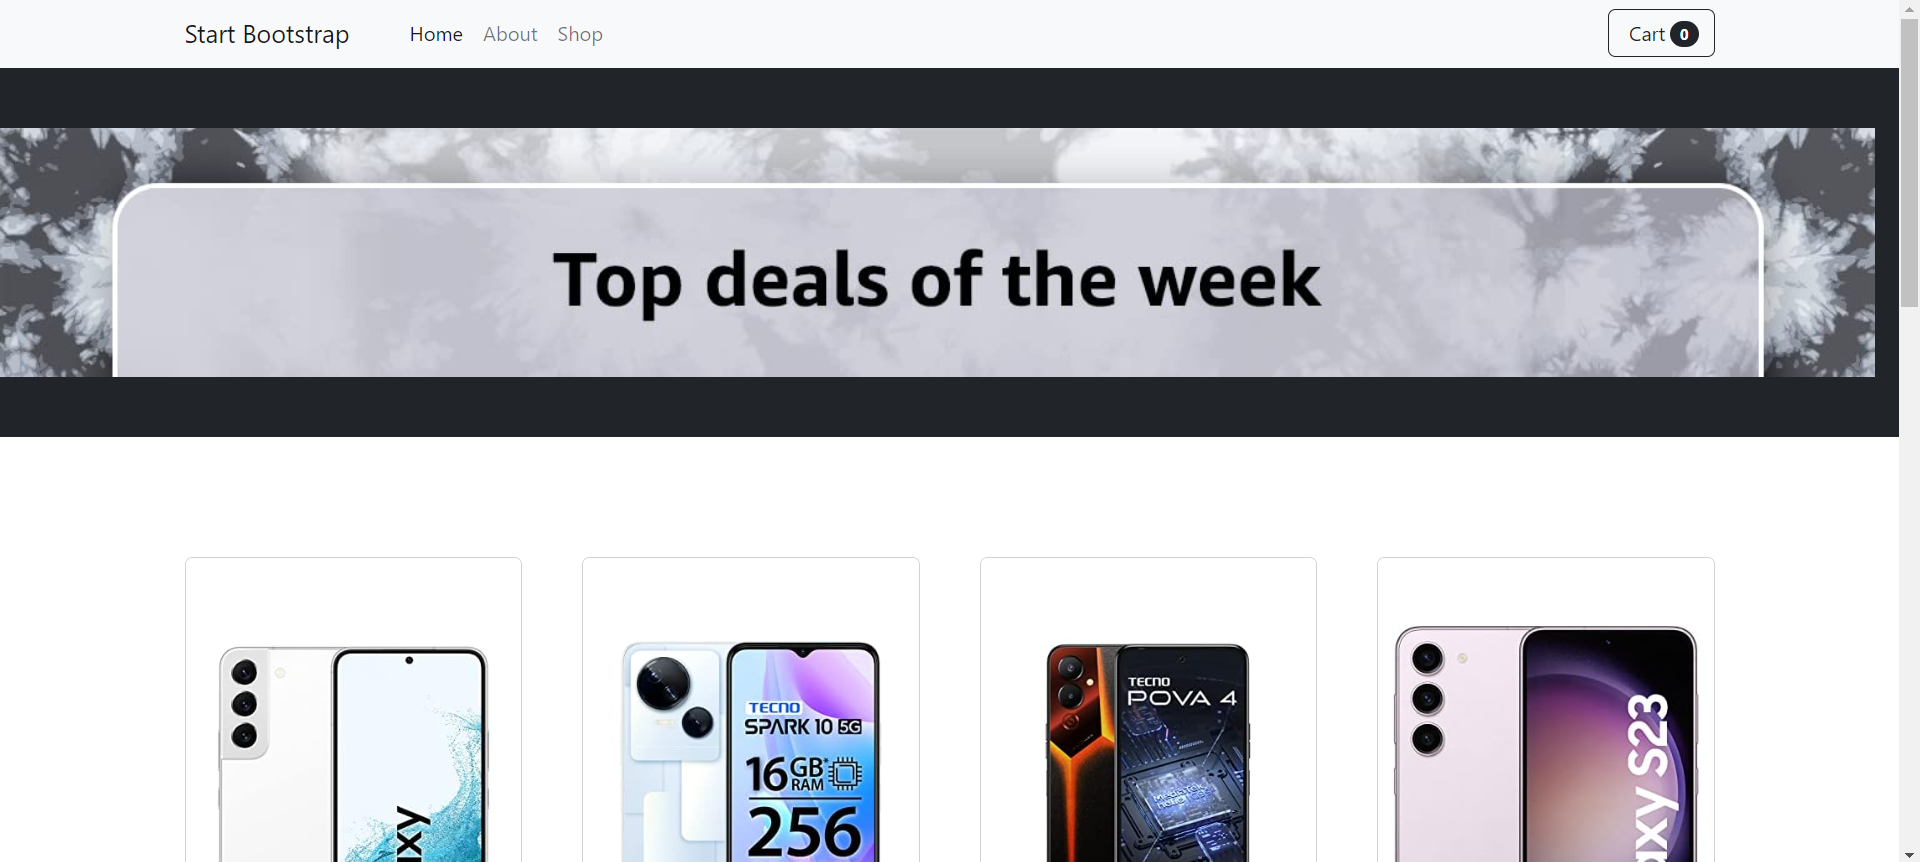 Start Bootstrap
Home
About
Shop
Cart 0
Top deals of the week
TECNO
SPARK 10 5G
16 GB RAM
256
TECNO
POVA 4
axy S23